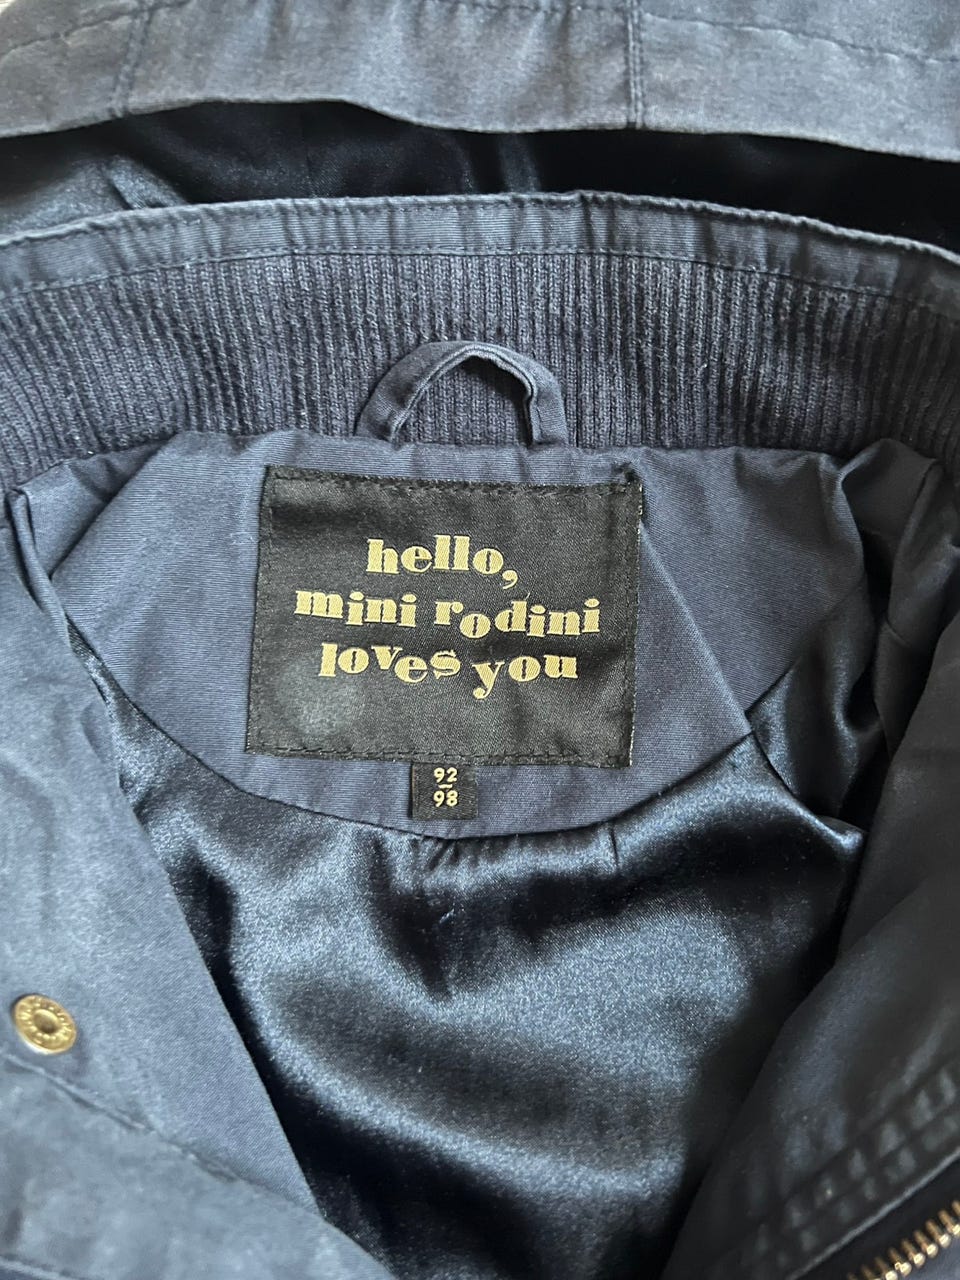 hello,
mini rodini
loves you
92
98